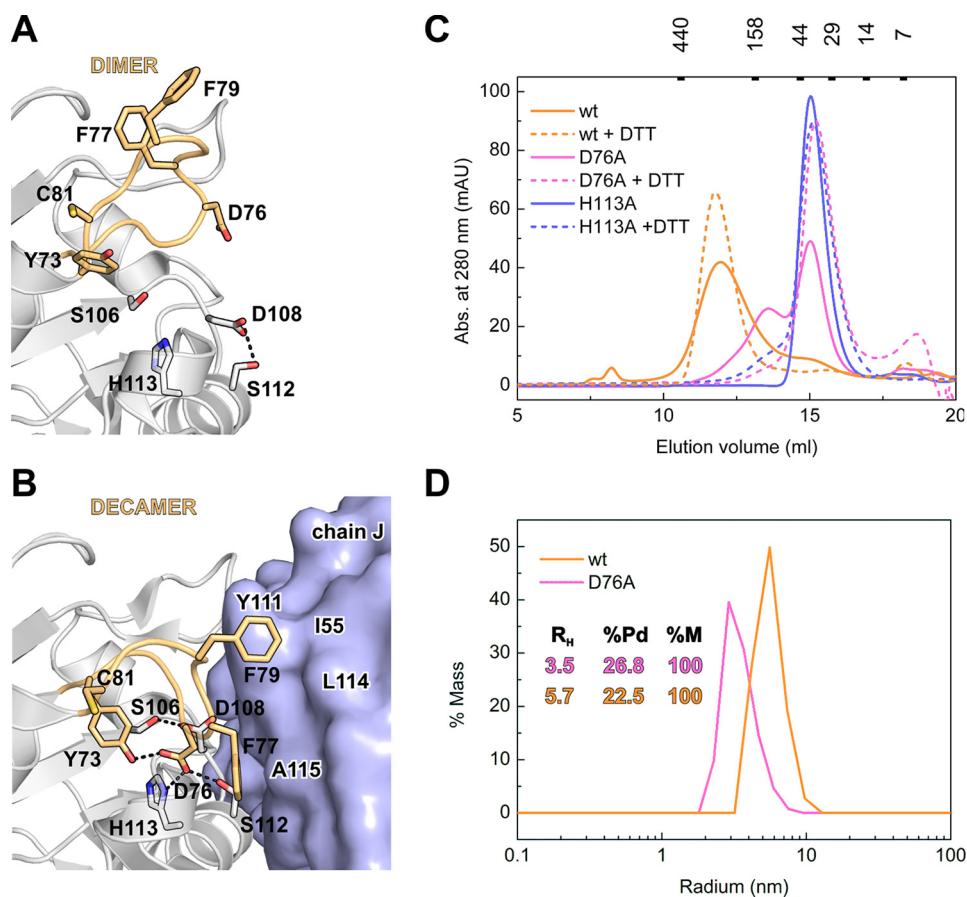 A
DIMER
F79
F77
C81
D76
Y73
S106
D108
H113
S112
B
DECAMER
chain J
Y111
I55
F79
L114
C81
S106
D108
F77
Y73
A115
D76
H113
S112
C
440 158 44 29 14 7
100
80
60
40
20
0
Abs. at 280 nm (mAU)
wt
wt + DTT
D76A
D76A + DTT
H113A
H113A +DTT
5 10 15 20
Elution volume (ml)
D
50
40
30
20
10
0
% Mass
wt
D76A
RH %Pd %M
3.5 26.8 100
5.7 22.5 100
0.1 1 10 100
Radium (nm)